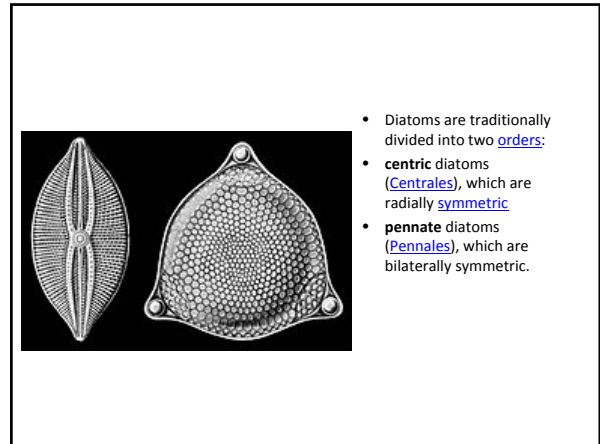 • Diatoms are traditionally
divided into two orders:
• centric diatoms
(Centrales), which are
radially symmetric
• pennate diatoms
(Pennales), which are
bilaterally symmetric.